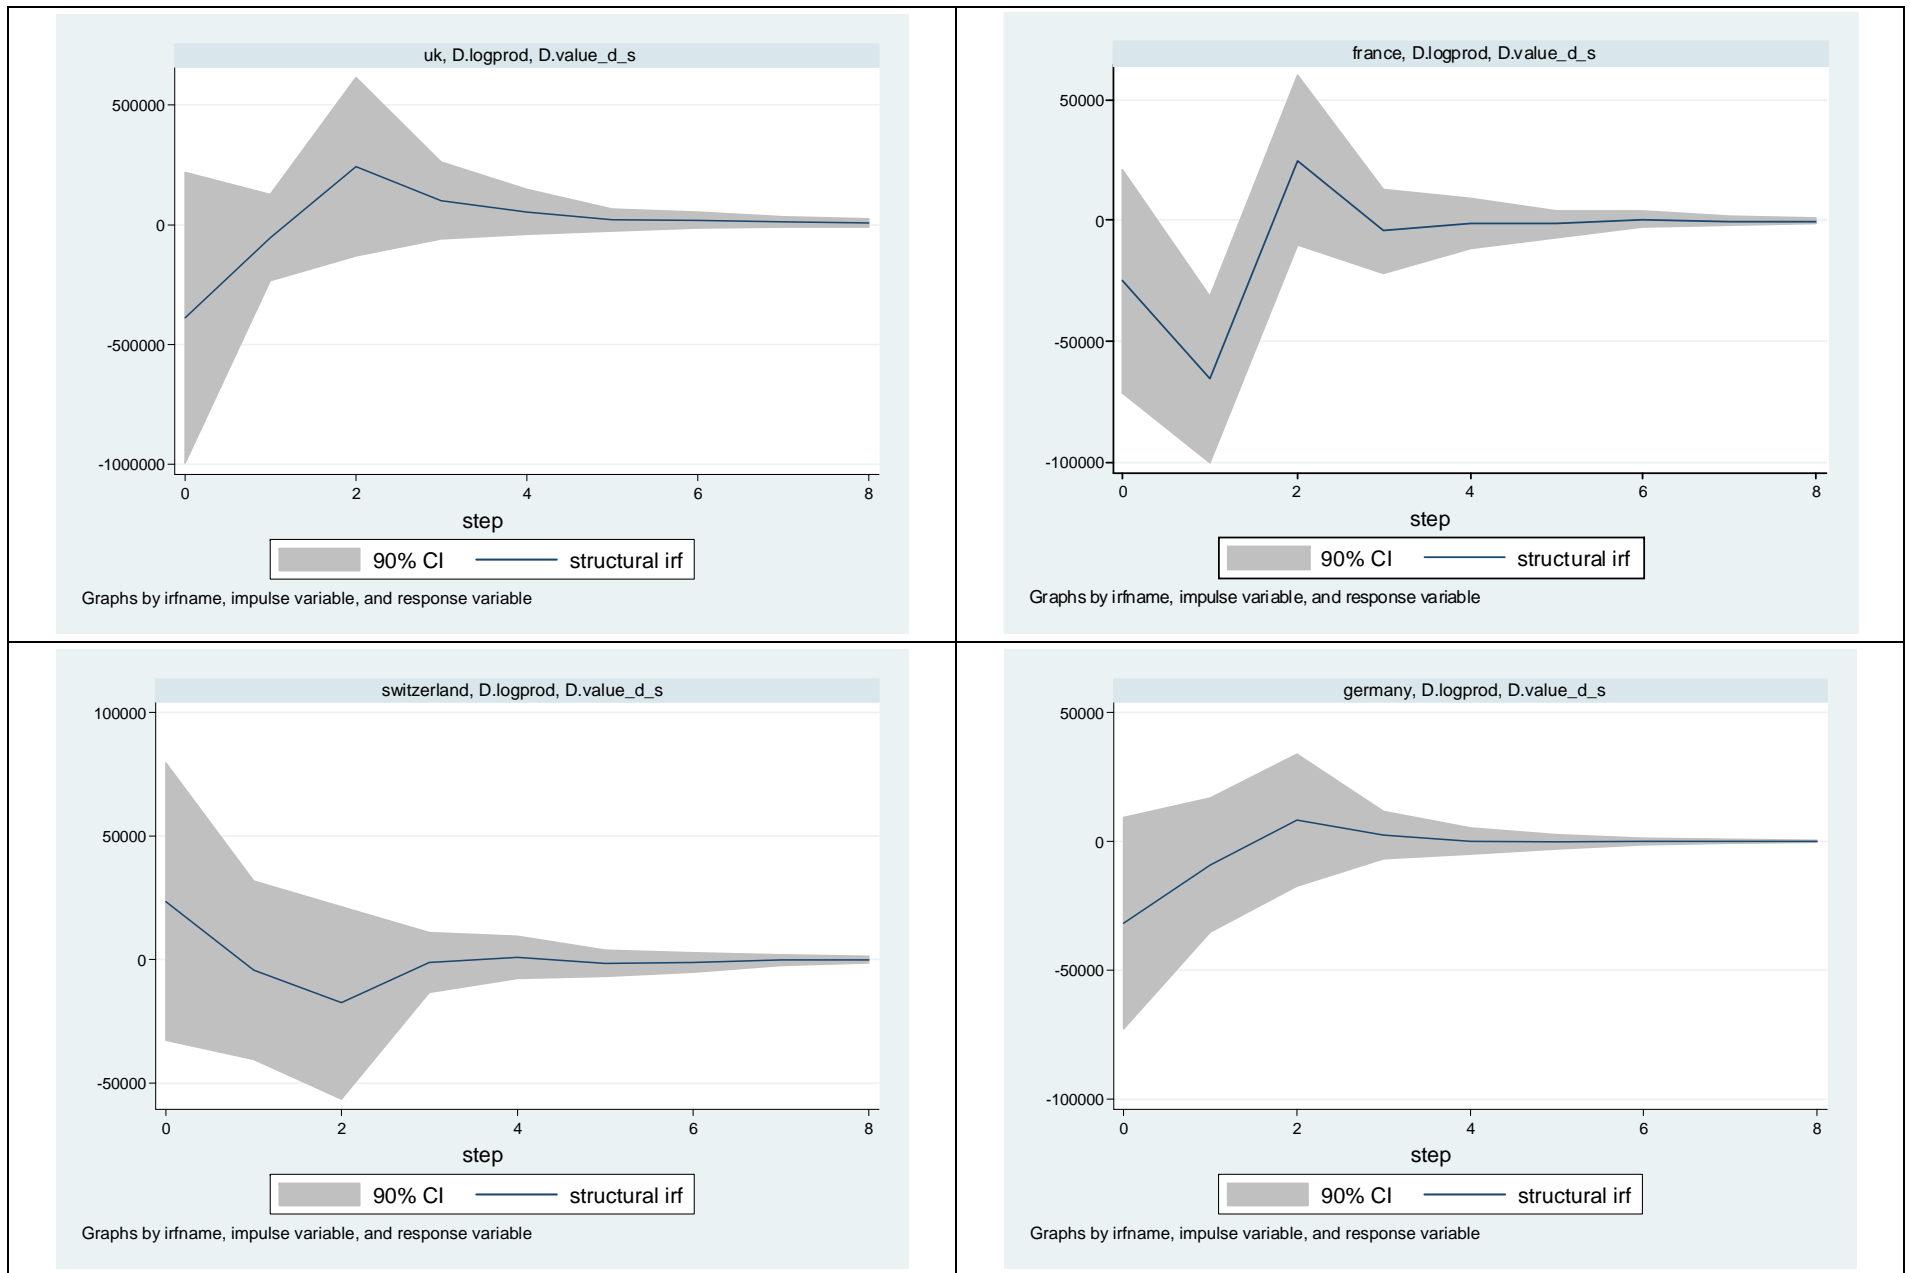 uk, D.logprod, D.value_d_s
500000
0
-500000
-1000000
0 2 4 6 8
step
90% CI structural irf
Graphs by irfname, impulse variable, and response variable
france, D.logprod, D.value_d_s
50000
0
-50000
-100000
0 2 4 6 8
step
90% CI structural irf
Graphs by irfname, impulse variable, and response variable
switzerland, D.logprod, D.value_d_s
100000
50000
0
-50000
0 2 4 6 8
step
90% CI structural irf
Graphs by irfname, impulse variable, and response variable
germany, D.logprod, D.value_d_s
50000
0
-50000
-100000
0 2 4 6 8
step
90% CI structural irf
Graphs by irfname, impulse variable, and response variable